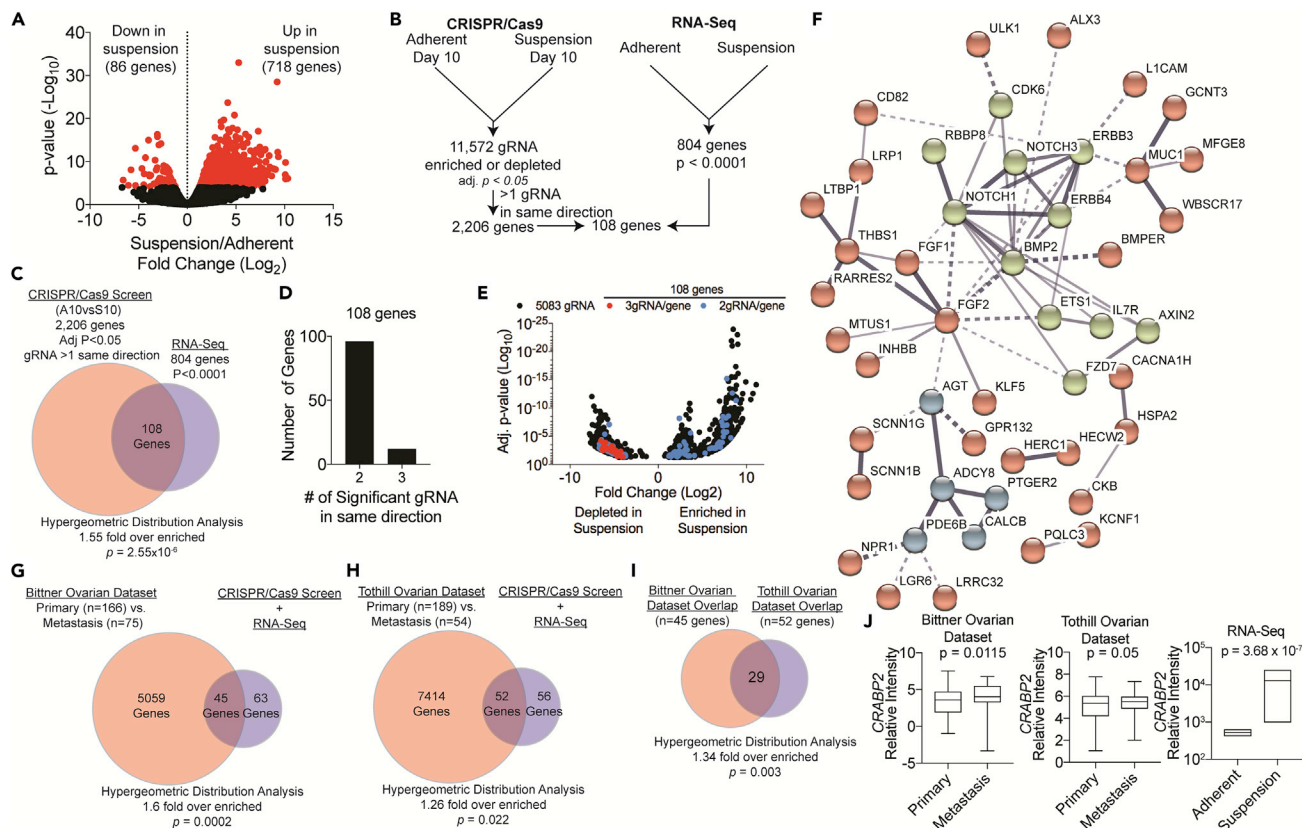 A
Down in
suspension
(86 genes)
Up in
suspension
(718 genes)
p-value (-Log10)
40
30
20
10
0
-10
-5
0
5
10
15
Suspension/Adherent
Fold Change (Log2)
B
CRISPR/Cas9
RNA-Seq
Adherent
Day 10
Suspension
Day 10
Adherent
Suspension
11,572 gRNA
enriched or depleted
adj. p < 0.05
>1 gRNA
in same direction
2,206 genes
108 genes
804 genes
p < 0.0001
C
CRISPR/Cas9 Screen
(A10vsS10)
2,206 genes
Adj P<0.05
gRNA >1 same direction
RNA-Seq
804 genes
P<0.0001
108
Genes
Hypergeometric Distribution Analysis
1.55 fold over enriched
p = 2.55x10-6
D
108 genes
Number of Genes
100
50
0
2
3
# of Significant gRNA
in same direction
E
108 genes
5083 gRNA
3gRNA/gene
2gRNA/gene
Adj. p-value (Log10)
10-25
10-20
10-15
10-10
10-5
100
-10
0
10
Fold Change (Log2)
Depleted in
Suspension
Enriched in
Suspension
F
ULK1
ALX3
L1CAM
CDK6
GCNT3
CD82
RBBP8
ERBB3
NOTCH3
MFGE8
MUC1
LRP1
LTBP1
NOTCH1
ERBB4
WBSCR17
THBS1
FGF1
BMP2
BMPER
RARRES2
FGF2
ETS1
IL7R
AXIN2
MTUS1
INHBB
FZD7
CACNA1H
AGT
KLF5
SCNN1G
GPR132
HERC1
HECW2
HSPA2
SCNN1B
ADCY8
PTGER2
CKB
PDE6B
CALCB
KCNF1
PQLC3
NPR1
LGR6
LRRC32
G
Bittner Ovarian Dataset
Primary (n=166) vs.
Metastasis (n=75)
CRISPR/Cas9 Screen
+
RNA-Seq
5059
Genes
45
Genes
63
Genes
Hypergeometric Distribution Analysis
1.6 fold over enriched
p = 0.0002
H
Tothill Ovarian Dataset
Primary (n=189) vs.
Metastasis (n=54)
CRISPR/Cas9 Screen
+
RNA-Seq
7414
Genes
52
Genes
56
Genes
Hypergeometric Distribution Analysis
1.26 fold over enriched
p = 0.022
I
Bittner Ovarian
Dataset Overlap
(n=45 genes)
Tothill Ovarian
Dataset Overlap
(n=52 genes)
29
Hypergeometric Distribution Analysis
1.34 fold over enriched
p = 0.003
J
Bittner Ovarian
Dataset
p = 0.0115
CRABP2
Relative Intensity
10
5
0
-5
Primary
Metastasis
Tothill Ovarian
Dataset
p = 0.05
CRABP2
Relative Intensity
10
8
6
4
2
0
Primary
Metastasis
RNA-Seq
p = 3.68 x 10-7
CRABP2
Relative Intensity
105
104
103
102
Adherent
Suspension